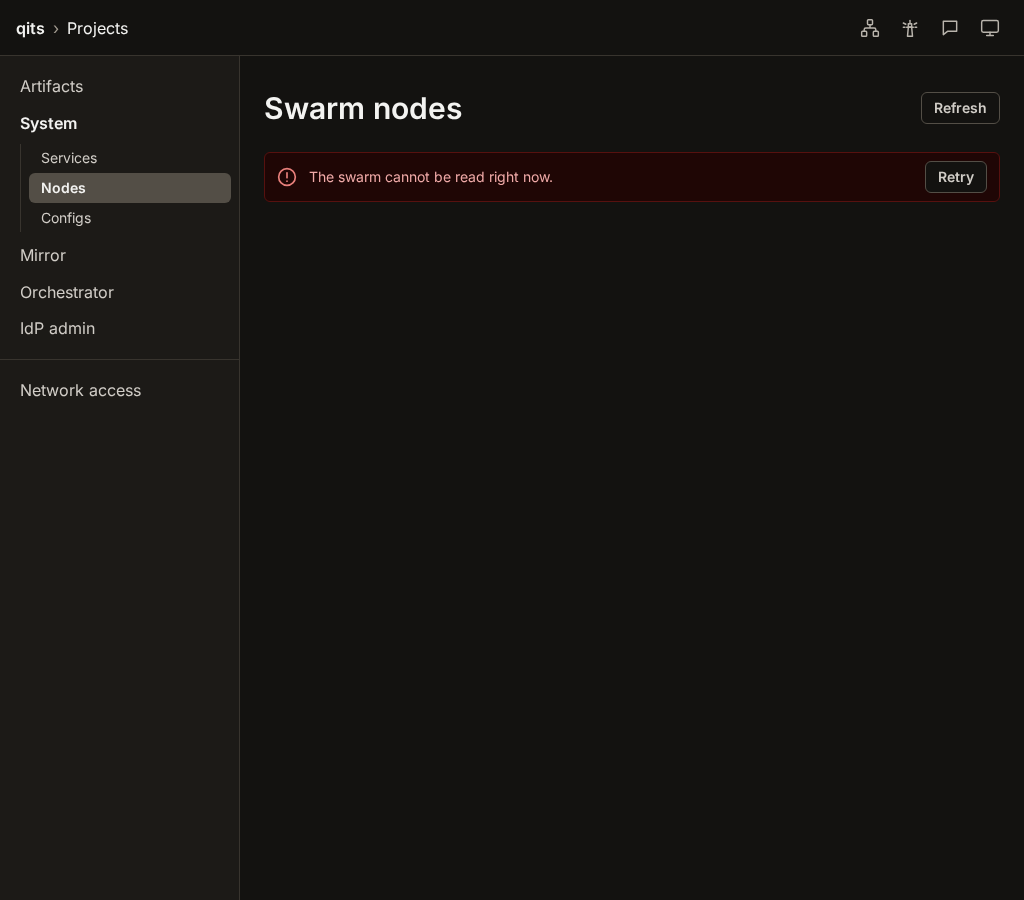 qits › Projects
Artifacts
System
Services
Nodes
Configs
Mirror
Orchestrator
IdP admin
Network access
Swarm nodes
Refresh
The swarm cannot be read right now.
Retry